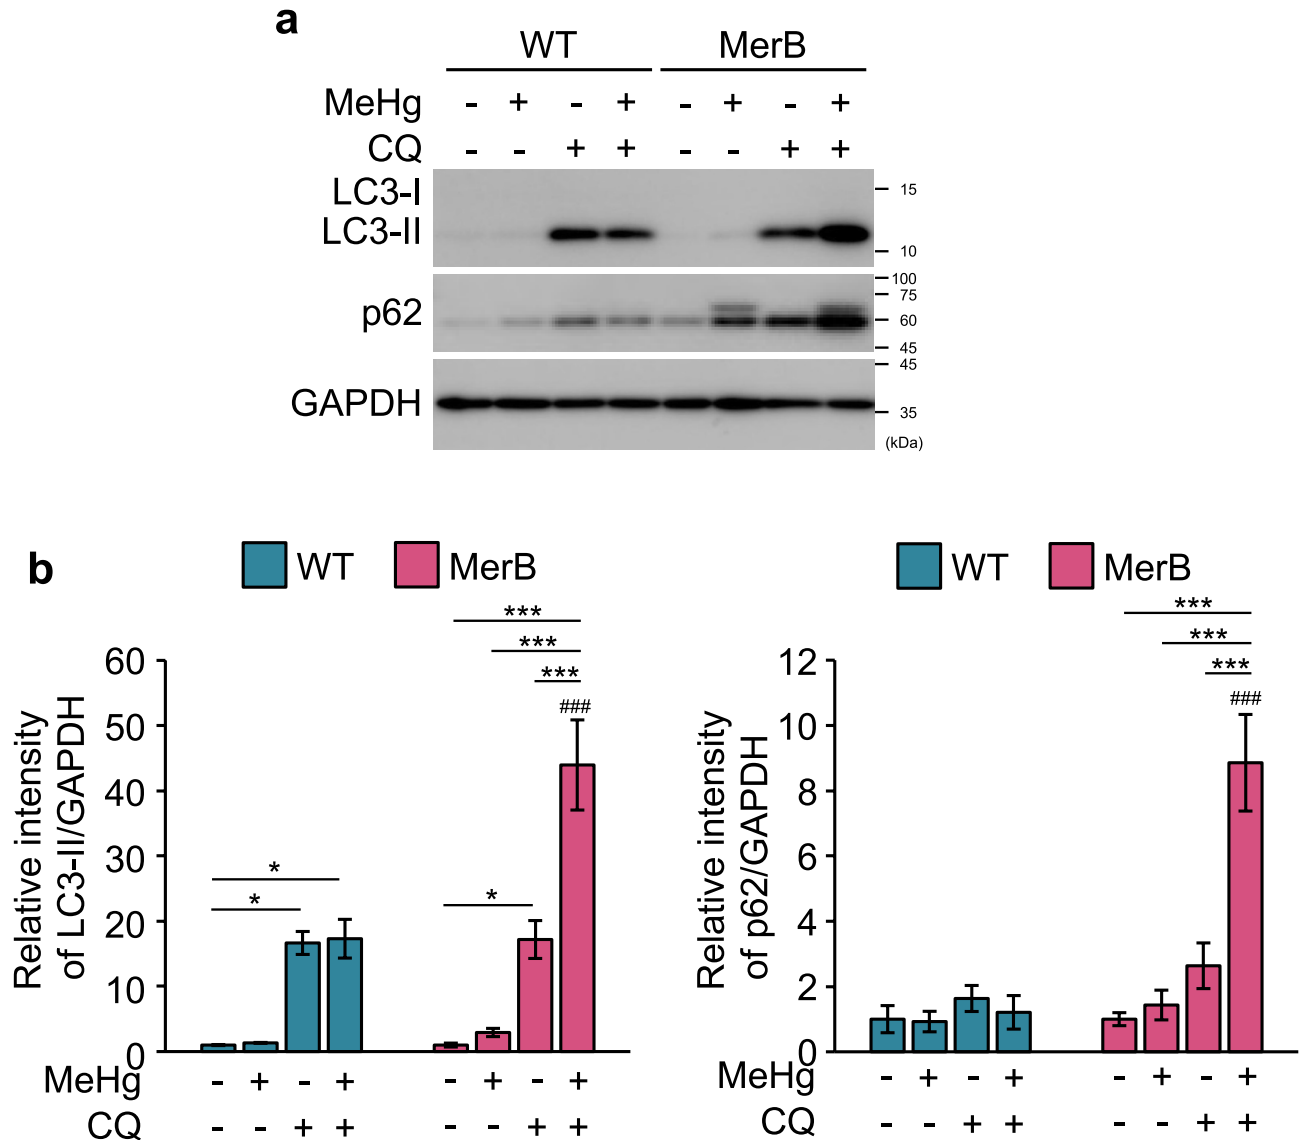 a
WT MerB
MeHg - + - + - + - +
CQ - - + + - - + +
LC3-I
LC3-II
15
10
p62
100
75
60
45
GAPDH
45
35
(kDa)
b
WT MerB
Relative intensity
of LC3-II/GAPDH
60
50
40
30
20
10
0
*
*
*
***
***
***
###
MeHg - + - + - + - +
CQ - - + + - - + +
WT MerB
Relative intensity
of p62/GAPDH
12
10
8
6
4
2
0
***
***
***
###
MeHg - + - + - + - +
CQ - - + + - - + +